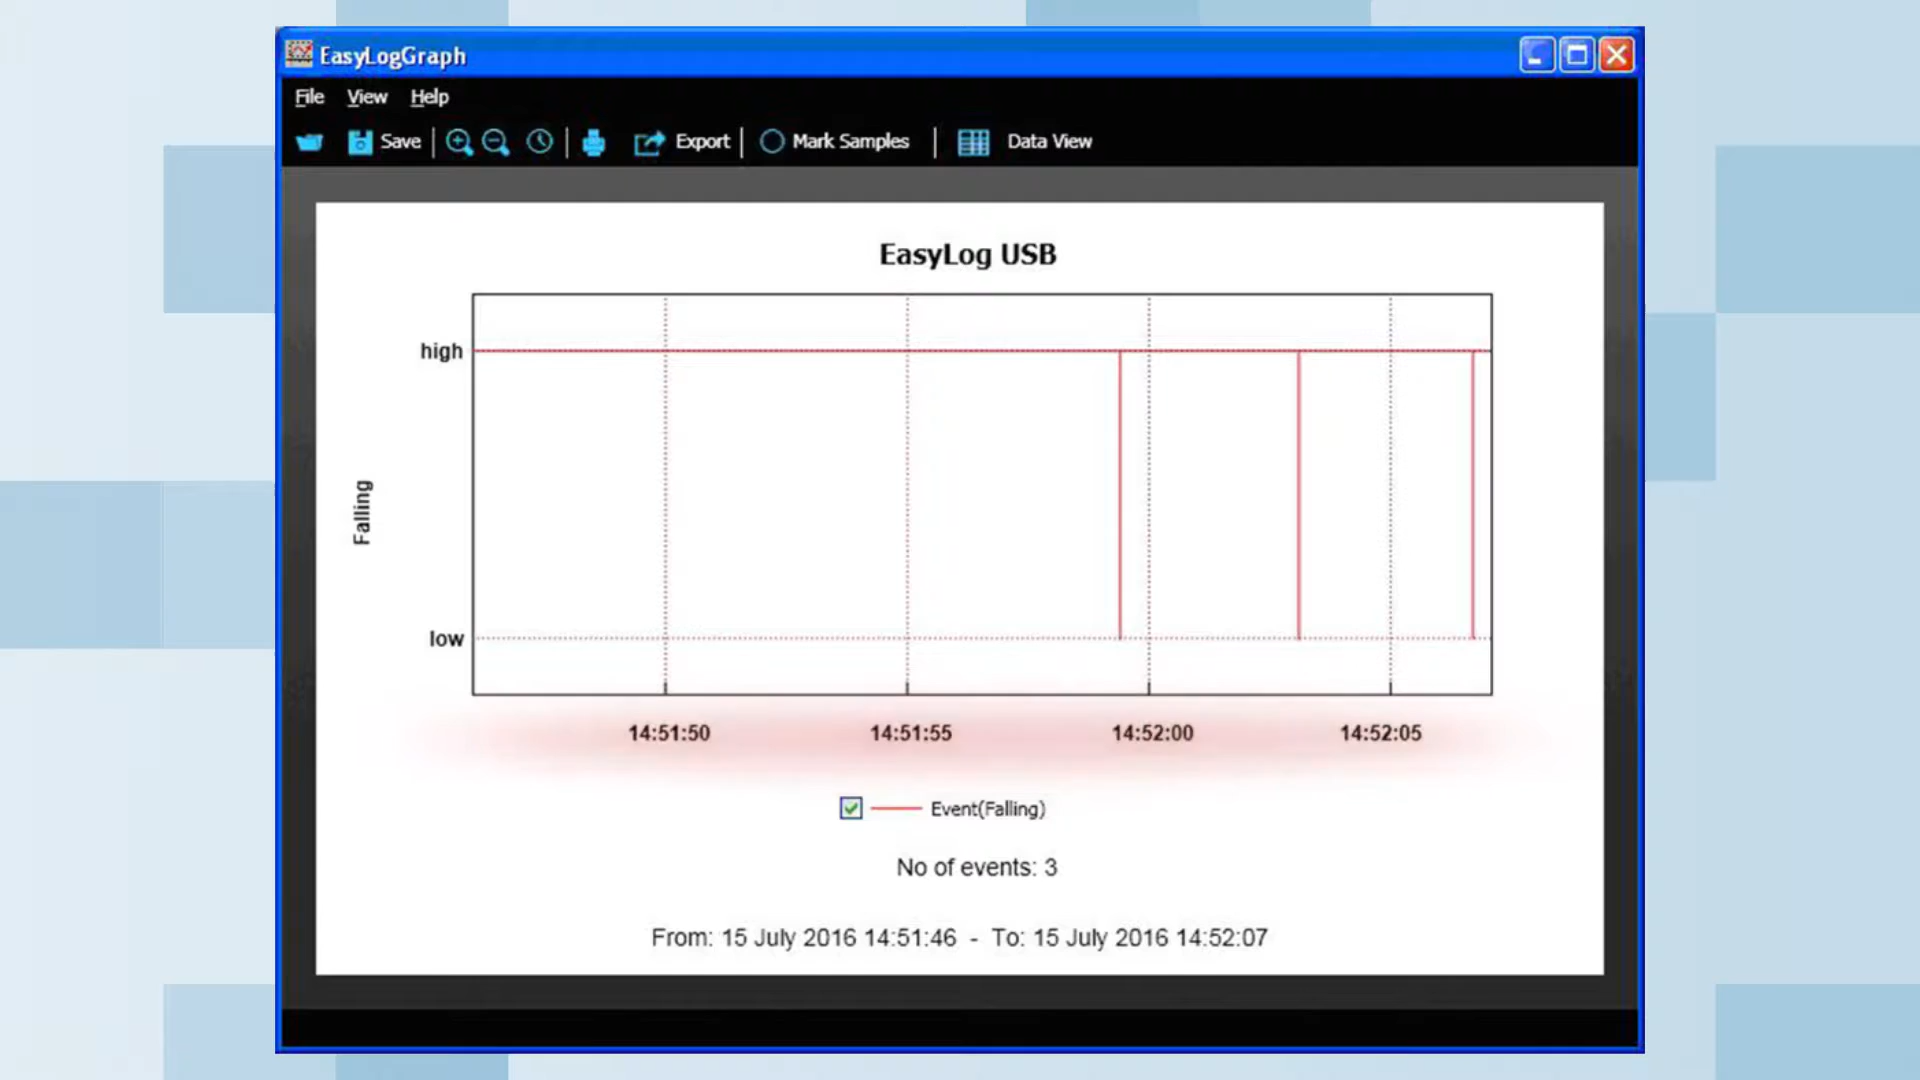 EasyLogGraph
File View Help
Save Export Mark Samples Data View
EasyLog USB
high
Falling
low
14:51:50 14:51:55 14:52:00 14:52:05
Event(Falling)
No of events: 3
From: 15 July 2016 14:51:46 - To: 15 July 2016 14:52:07